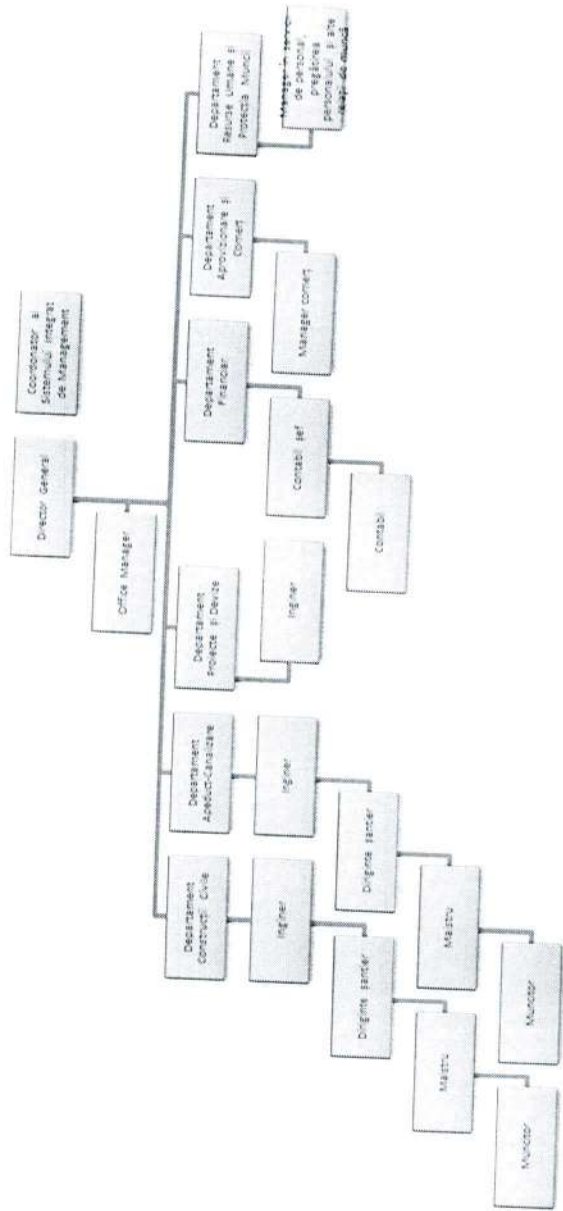 Director General
Coordonator al
Sistemului Integrat
de Management
Office Manager
Departament
Construcții Civile
Departament
Apeduct-Canalizare
Departament
Proiecte și Devize
Departament
Financiar
Departament
Aprovizionare și
Comerț
Departament
Resurse Umane și
Protecția Muncii
Inginer
Inginer
Inginer
Contabil șef
Manager comerț
Manager în
de personal,
pregătirea
personalului și alte
de muncă
Diriginte șantier
Diriginte șantier
Contabil
Maistru
Maistru
Muncitor
Muncitor